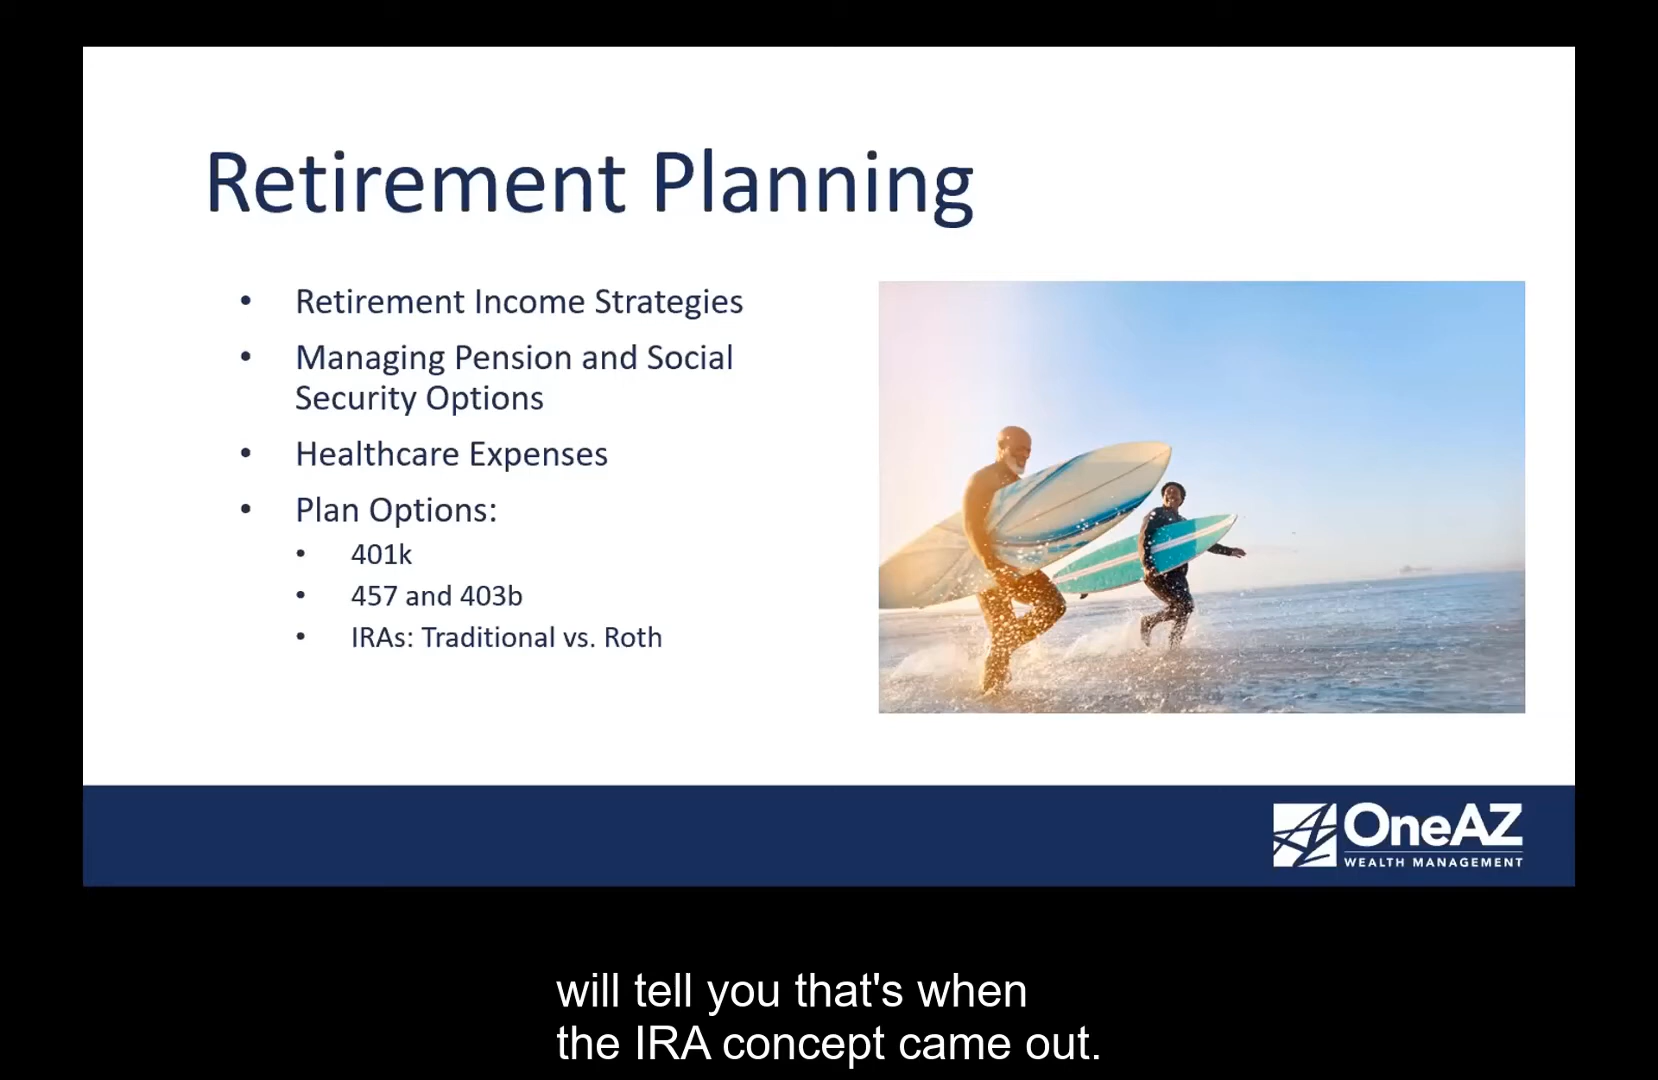 Retirement Planning
• Retirement Income Strategies
• Managing Pension and Social
Security Options
• Healthcare Expenses
• Plan Options:
• 401k
• 457 and 403b
• IRAs: Traditional vs. Roth
OneAZ
WEALTH MANAGEMENT
will tell you that's when
the IRA concept came out.